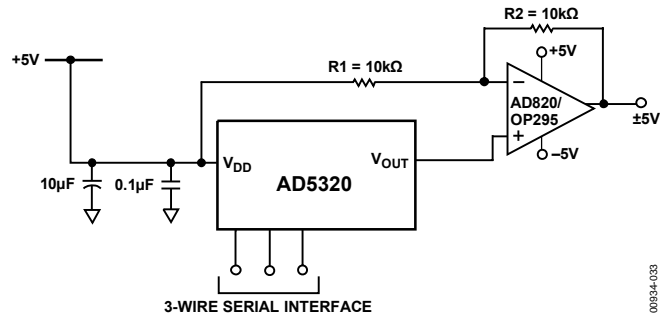 R2 = 10kΩ
+5V
R1 = 10kΩ
+5V
−
AD820/
OP295
+
±5V
–5V
VDD
VOUT
10µF
0.1µF
AD5320
3-WIRE SERIAL INTERFACE
00934-033